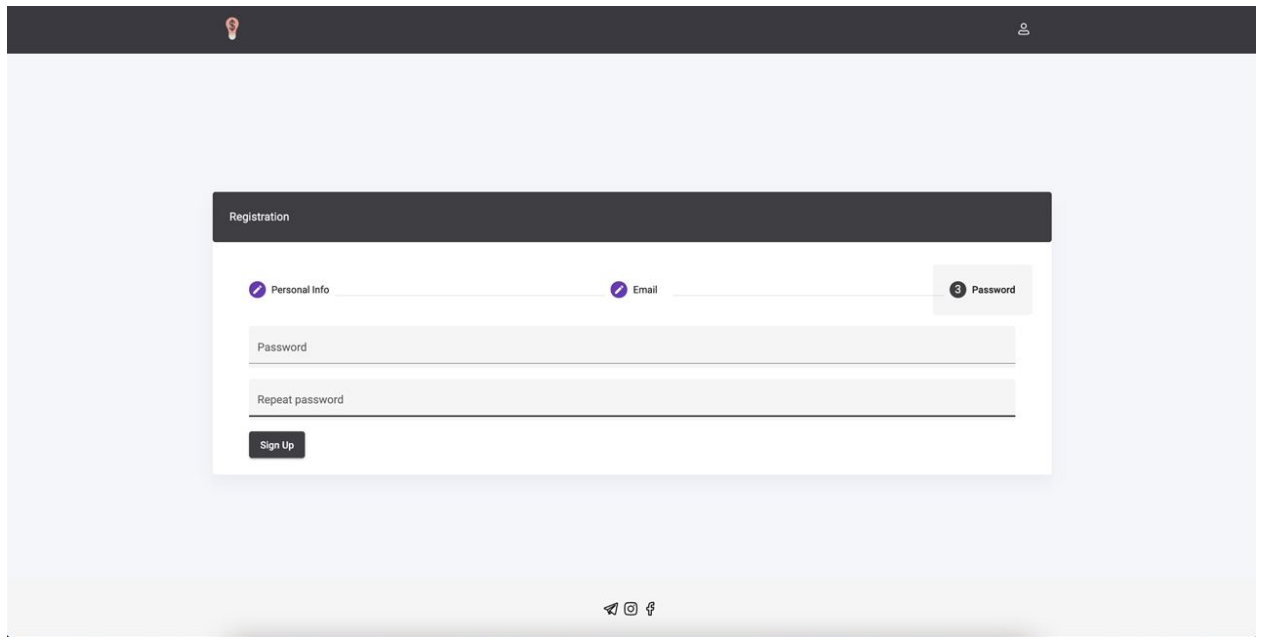 Registration
Personal Info
Email
3 Password
Password
Repeat password
Sign Up